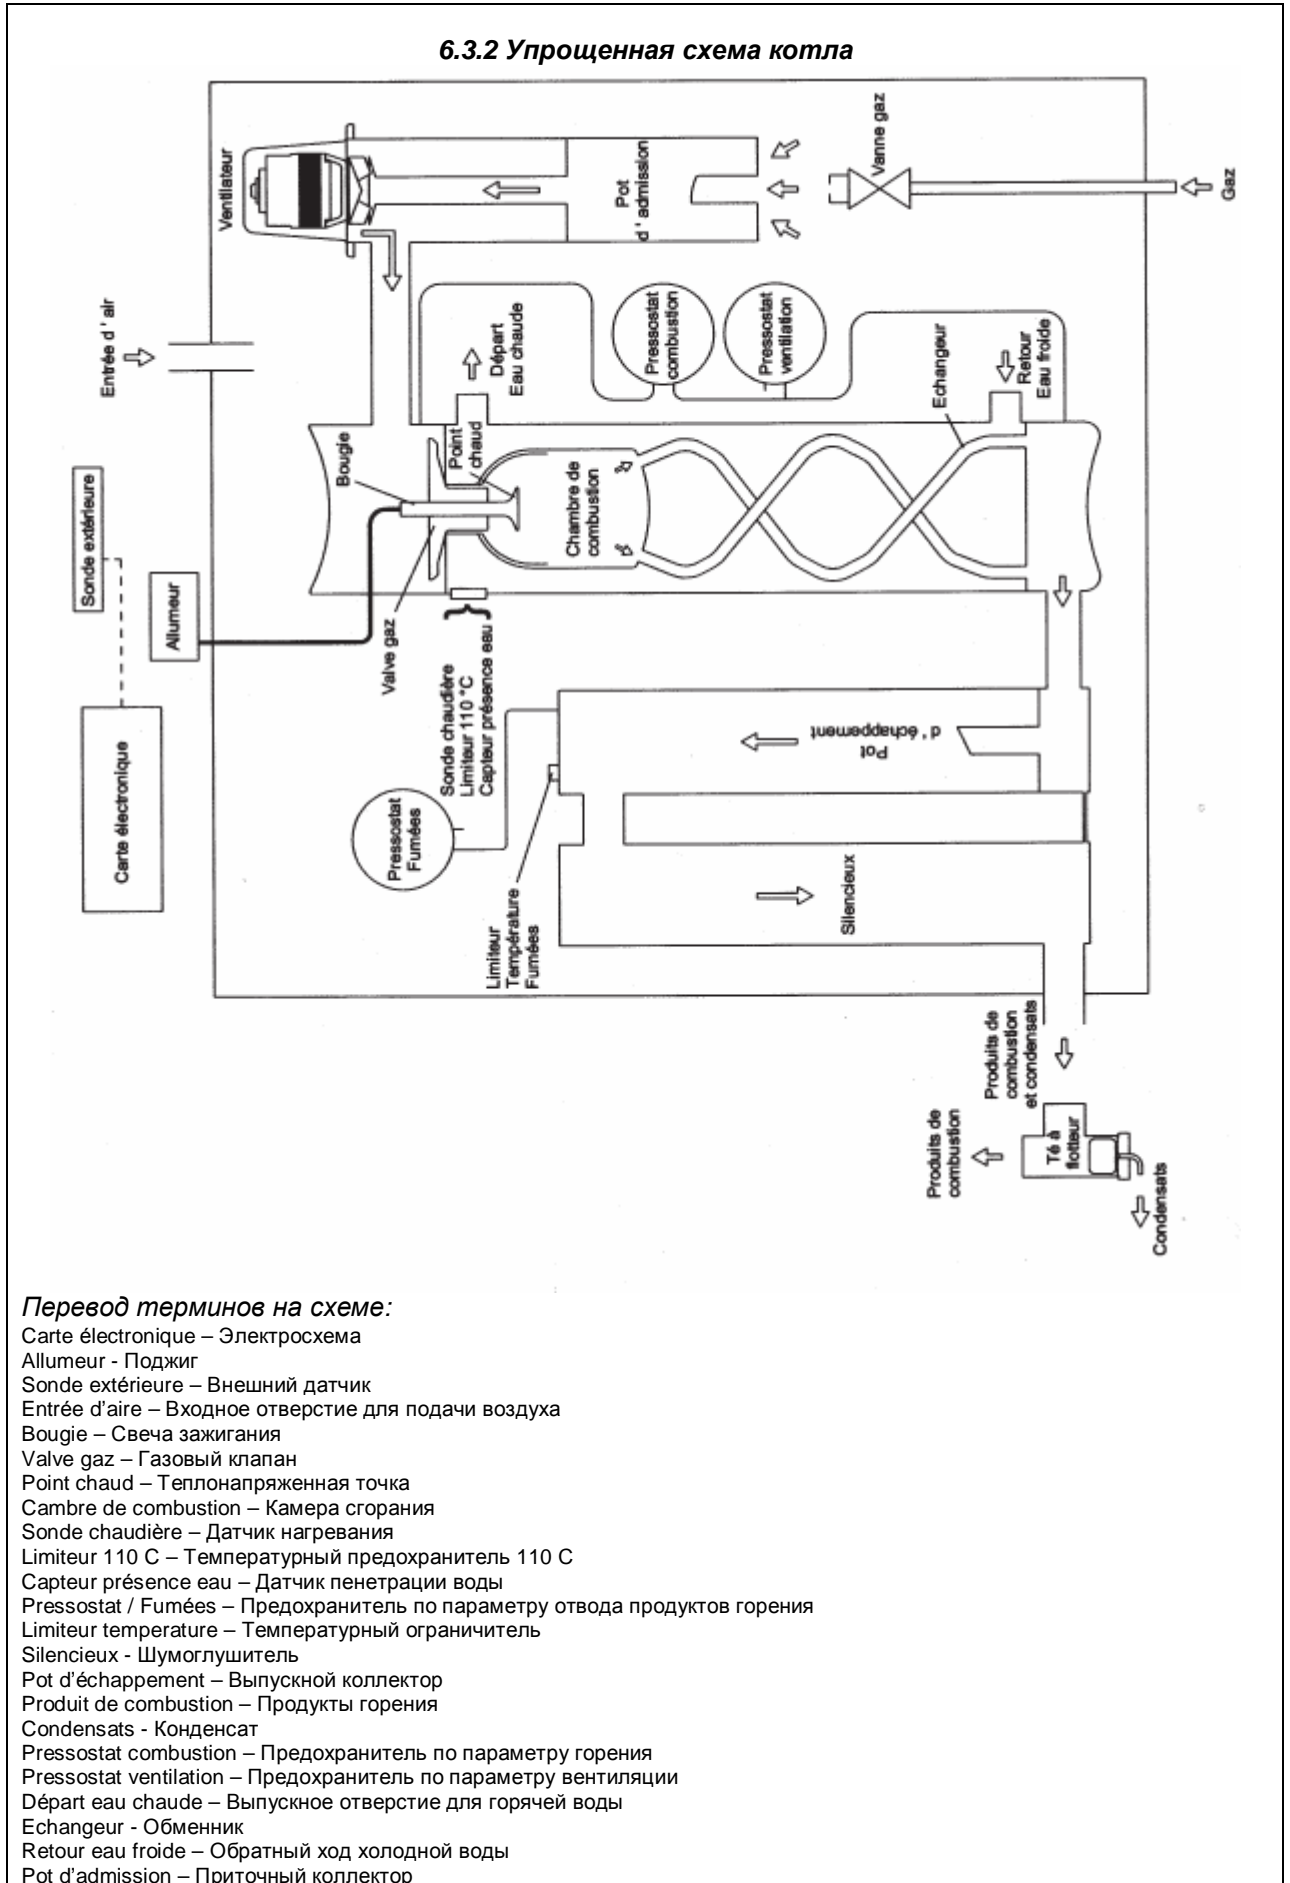 6.3.2 Упрощенная схема котла
Ventilateur
Pot
d ' admission
Vanne gaz
Gaz
Entrée d ' air
Départ
Eau chaude
Pressostat
combustion
Pressostat
ventilation
Echangeur
Retour
Eau froide
Sonde extérieure
Allumeur
Carte électronique
Bougie
Point
chaud
Chambre de
combustion
Valve gaz
Sonde chaudière
Limiteur 110 °C
Capteur présence eau
Pressostat
Fumées
Limiteur
Température
Fumées
Pot
d ' échappement
Silencieux
Produits de
combustion
et condensats
Produits de
combustion
Té à
flotteur
Condensats
Перевод терминов на схеме:
Carte électronique – Электросхема
Allumeur - Поджиг
Sonde extérieure – Внешний датчик
Entrée d’aire – Входное отверстие для подачи воздуха
Bougie – Свеча зажигания
Valve gaz – Газовый клапан
Point chaud – Теплонапряженная точка
Cambre de combustion – Камера сгорания
Sonde chaudière – Датчик нагревания
Limiteur 110 C – Температурный предохранитель 110 С
Capteur présence eau – Датчик пенетрации воды
Pressostat / Fumées – Предохранитель по параметру отвода продуктов горения
Limiteur temperature – Температурный ограничитель
Silencieux - Шумоглушитель
Pot d’échappement – Выпускной коллектор
Produit de combustion – Продукты горения
Condensats - Конденсат
Pressostat combustion – Предохранитель по параметру горения
Pressostat ventilation – Предохранитель по параметру вентиляции
Départ eau chaude – Выпускное отверстие для горячей воды
Echangeur - Обменник
Retour eau froide – Обратный ход холодной воды
Pot d’admission – Приточный коллектор